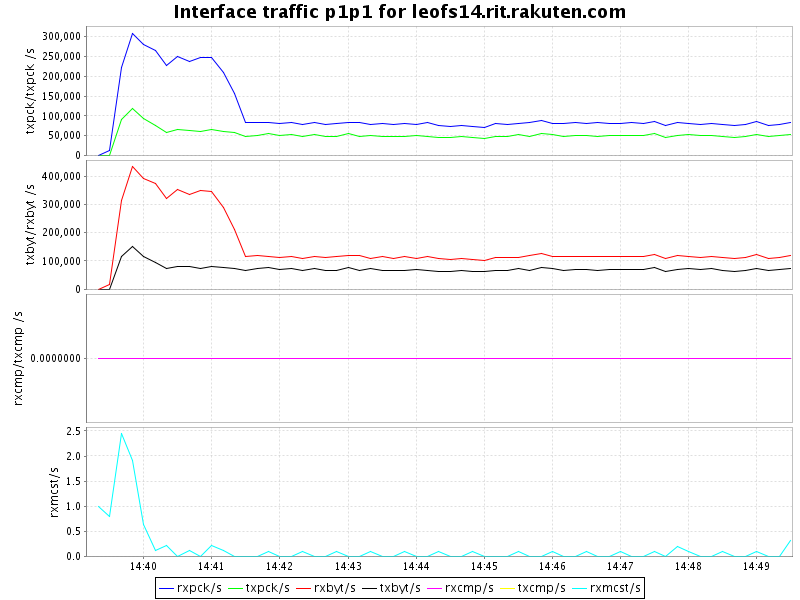 Interface traffic p1p1 for leofs14.rit.rakuten.com
txpck/txpck /s
300,000
250,000
200,000
150,000
100,000
50,000
0
txbyt/rxbyt /s
400,000
300,000
200,000
100,000
0
rxcmp/txcmp /s
0.0000000
rxmcst/s
2.5
2.0
1.5
1.0
0.5
0.0
14:40 14:41 14:42 14:43 14:44 14:45 14:46 14:47 14:48 14:49
rxpck/s txpck/s rxbyt/s txbyt/s rxcmp/s txcmp/s rxmcst/s